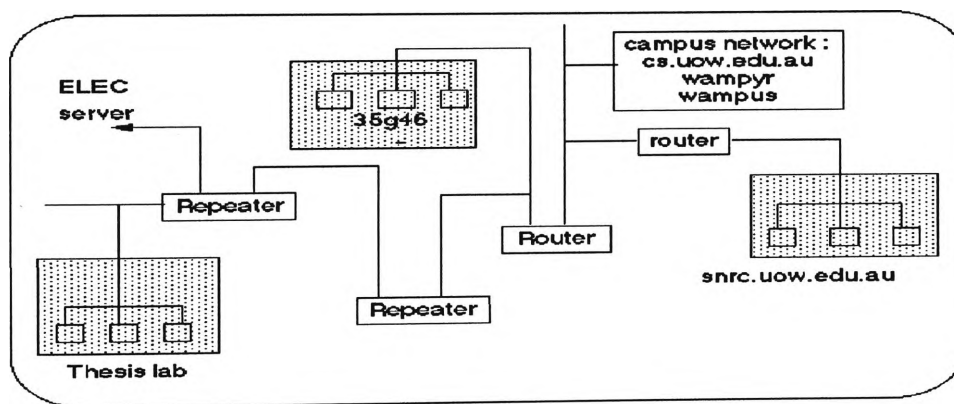 campus network :
cs.uow.edu.au
wampyr
wampus
ELEC
server
35g46
router
Repeater
Router
snrc.uow.edu.au
Repeater
Thesis lab